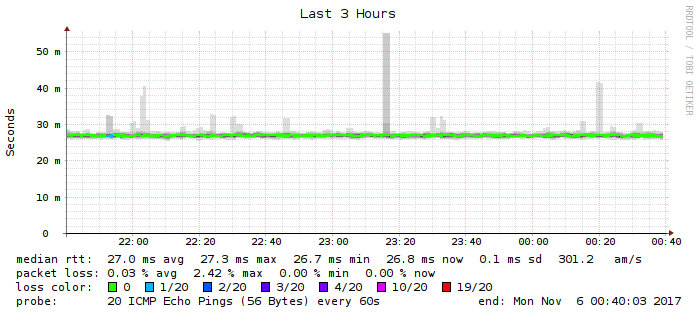 Last 3 Hours
RRDTOOL / TOBI OETIKER
Seconds
50 m
40 m
30 m
20 m
10 m
0
22:00 22:20 22:40 23:00 23:20 23:40 00:00 00:20 00:40
median rtt: 27.0 ms avg 27.3 ms max 26.7 ms min 26.8 ms now 0.1 ms sd 301.2 am/s
packet loss: 0.03 % avg 2.42 % max 0.00 % min 0.00 % now
loss color: 0 1/20 2/20 3/20 4/20 10/20 19/20
probe: 20 ICMP Echo Pings (56 Bytes) every 60s end: Mon Nov 6 00:40:03 2017